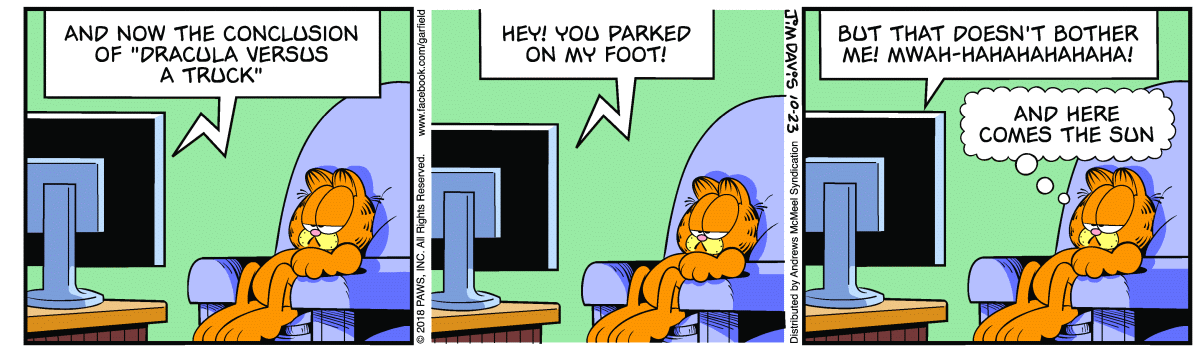 AND NOW THE CONCLUSION
OF "DRACULA VERSUS
A TRUCK"
© 2018 PAWS, INC. All Rights Reserved. www.facebook.com/garfield
HEY! YOU PARKED
ON MY FOOT!
JIM DAVIS 10-23
Distributed by Andrews McMeel Syndication
BUT THAT DOESN'T BOTHER
ME! MWAH-HAHAHAHAHAHA!
AND HERE
COMES THE SUN